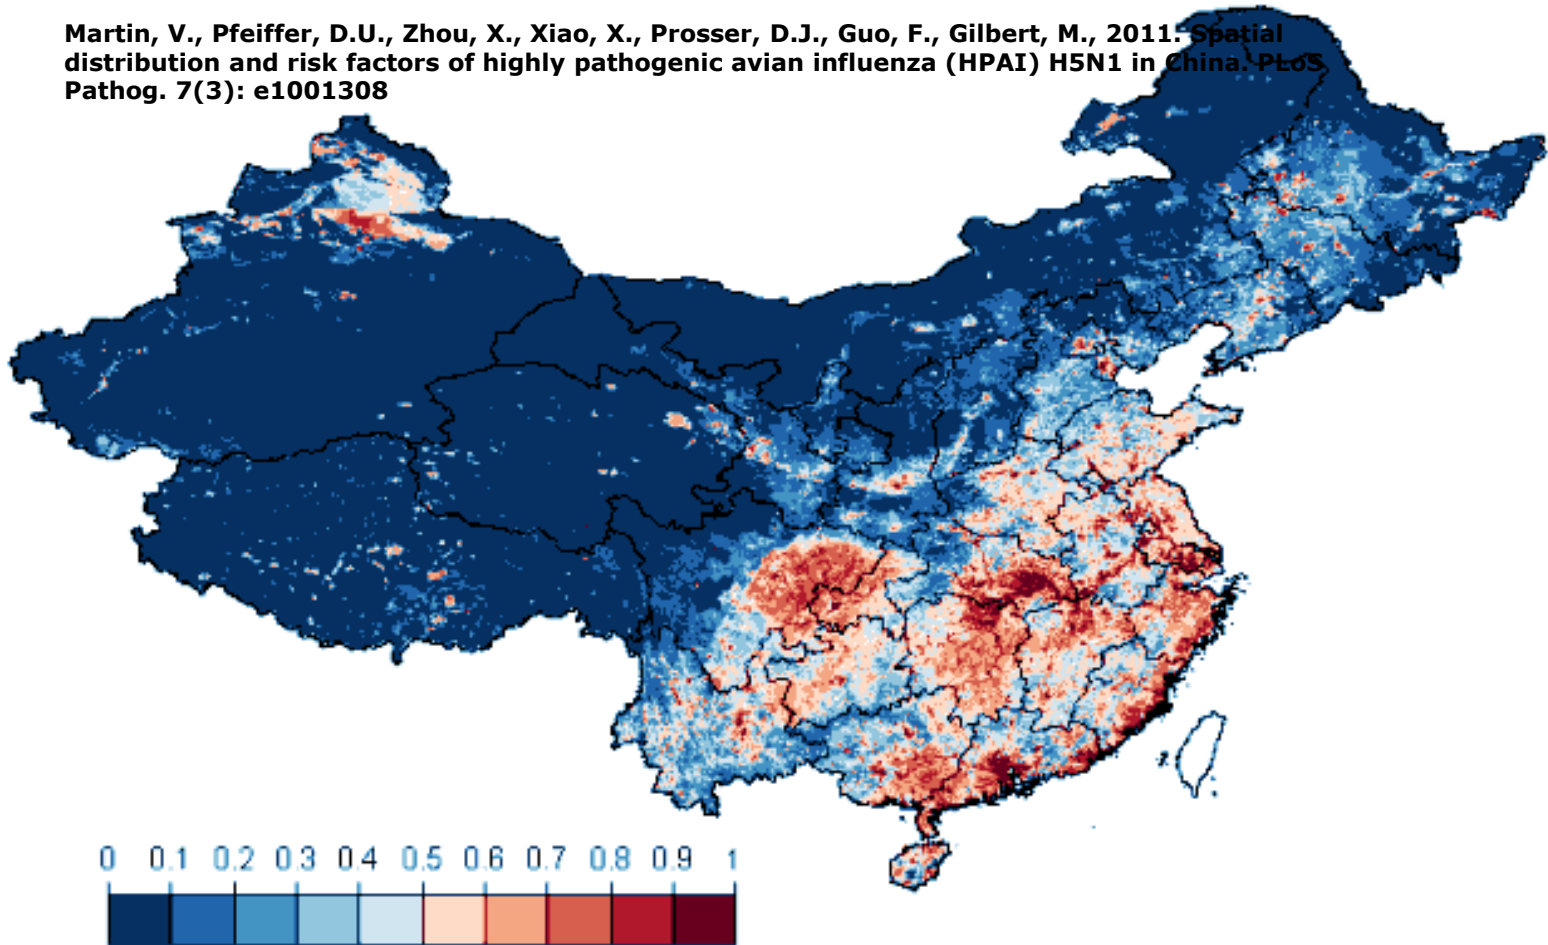 Martin, V., Pfeiffer, D.U., Zhou, X., Xiao, X., Prosser, D.J., Guo, F., Gilbert, M., 2011. Spatial
distribution and risk factors of highly pathogenic avian influenza (HPAI) H5N1 in China. PLoS
Pathog. 7(3): e1001308
0 0.1 0.2 0.3 0.4 0.5 0.6 0.7 0.8 0.9 1